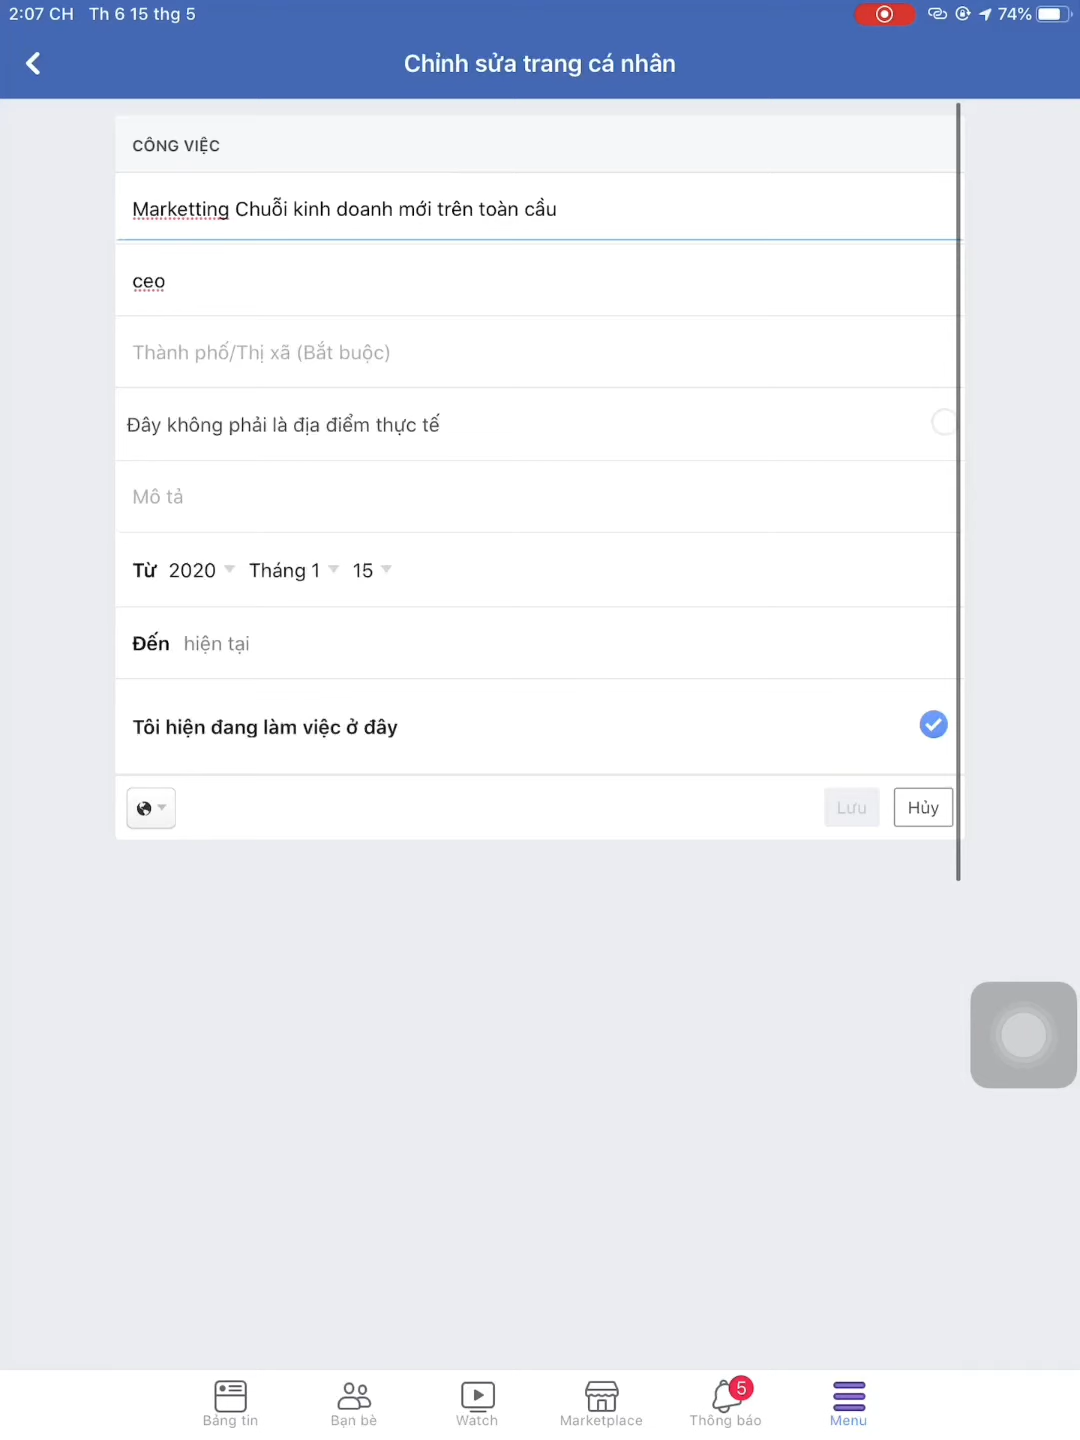 2:07 CH Th 6 15 thg 5
74%
Chỉnh sửa trang cá nhân
CÔNG VIỆC
Marketting Chuỗi kinh doanh mới trên toàn cầu
ceo
Thành phố/Thị xã (Bắt buộc)
Đây không phải là địa điểm thực tế
Mô tả
Từ 2020 Tháng 1 15
Đến hiện tại
Tôi hiện đang làm việc ở đây
Lưu Hủy
5
Bảng tin Bạn bè Watch Marketplace Thông báo Menu